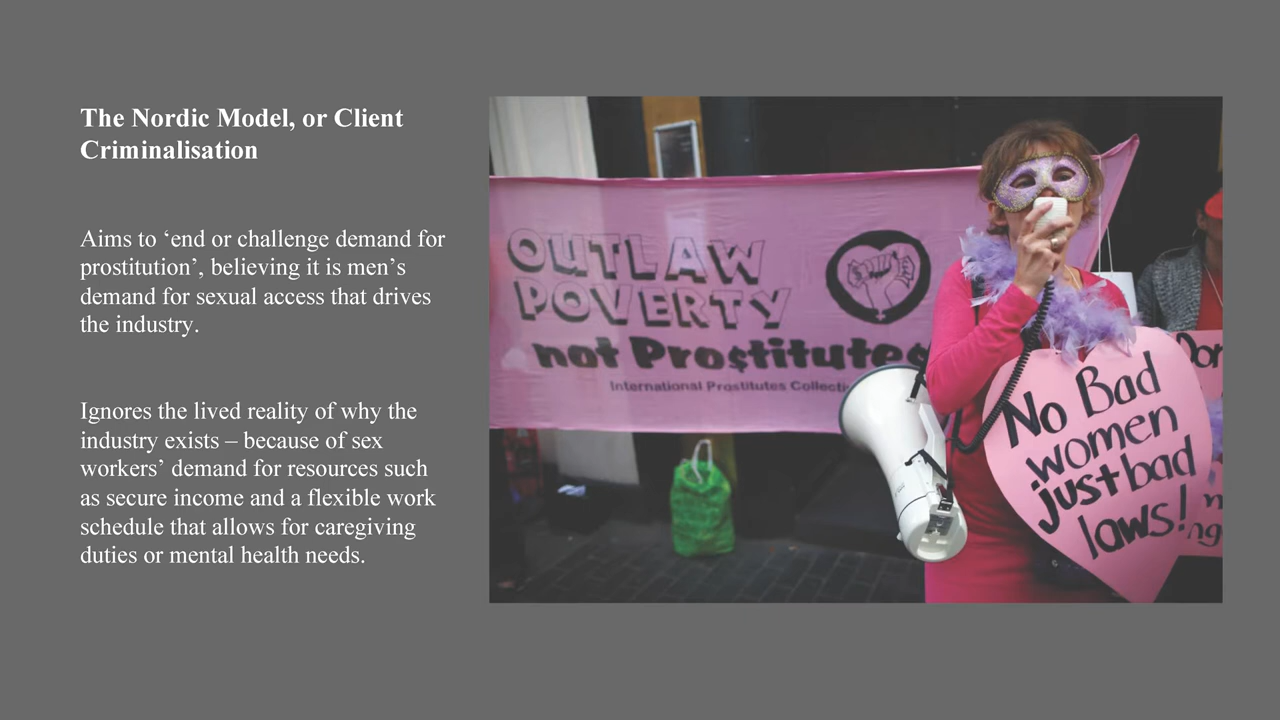 The Nordic Model, or Client
Criminalisation
Aims to ‘end or challenge demand for
prostitution’, believing it is men’s
demand for sexual access that drives
the industry.
Ignores the lived reality of why the
industry exists – because of sex
workers’ demand for resources such
as secure income and a flexible work
schedule that allows for caregiving
duties or mental health needs.
OUTLAW
POVERTY
not Pro$titute$
International Prostitutes
No Bad
women
just bad
laws!